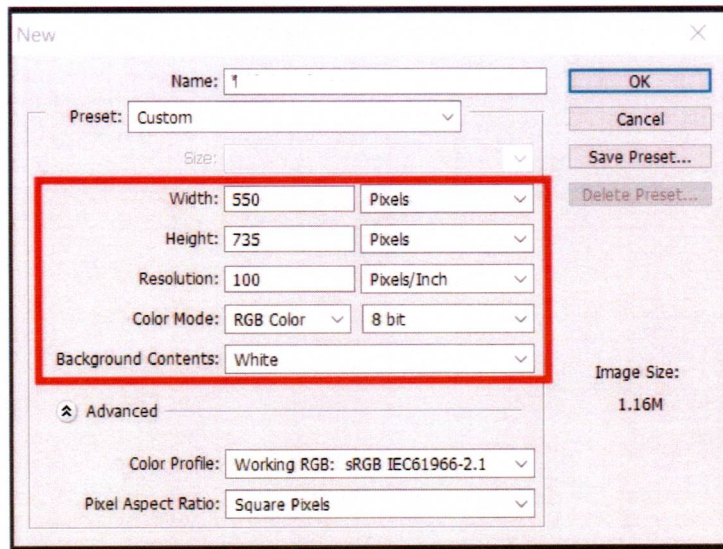 New
Name: 1
OK
Preset: Custom
Cancel
Size:
Save Preset...
Width: 550 Pixels
Delete Preset...
Height: 735 Pixels
Resolution: 100 Pixels/Inch
Color Mode: RGB Color 8 bit
Background Contents: White
Image Size:
1.16M
Advanced
Color Profile: Working RGB: sRGB IEC61966-2.1
Pixel Aspect Ratio: Square Pixels